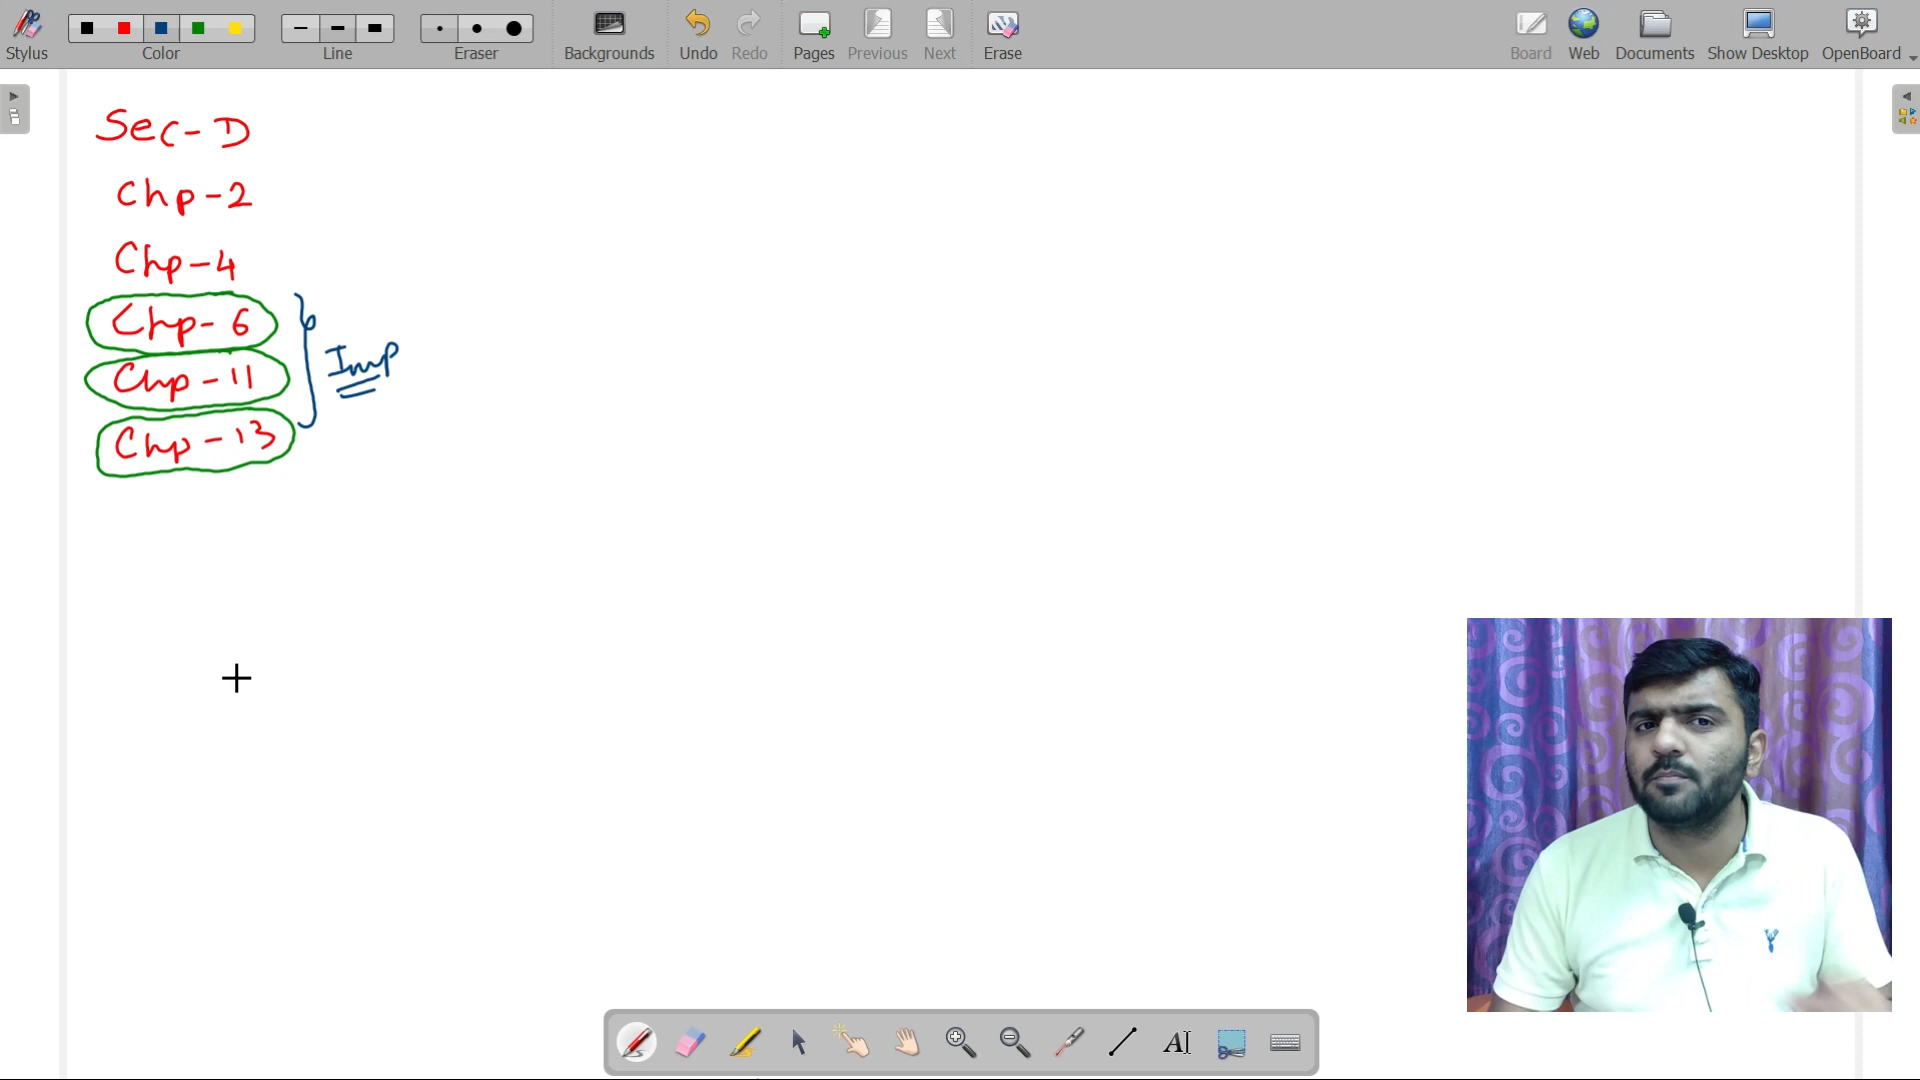 Stylus
Color
Line
Eraser
Backgrounds
Undo
Redo
Pages
Previous
Next
Erase
Board
Web
Documents
Show Desktop
OpenBoard
Sec-D
Chp-2
Chp-4
Chp-6
Chp-11
Chp-13
Imp
AI